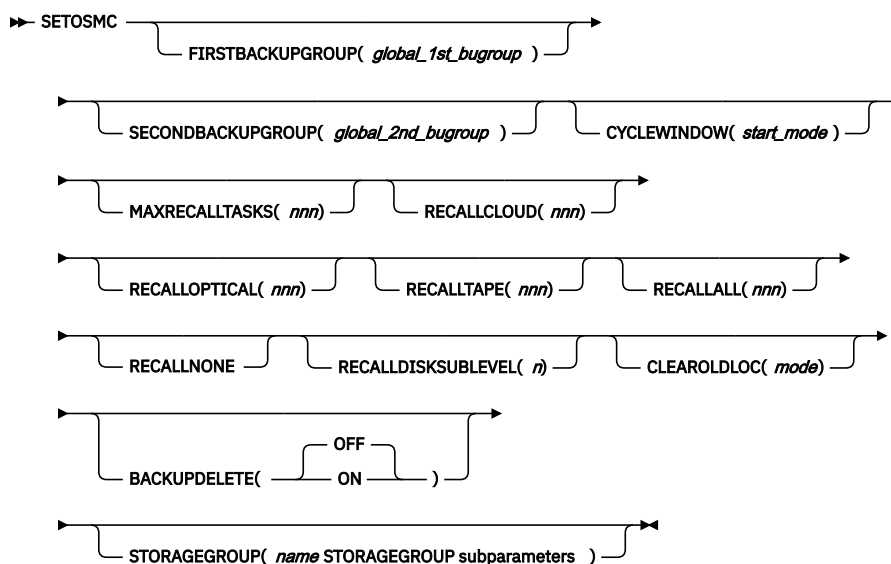 SETOSMC
FIRSTBACKUPGROUP( global_1st_bugroup )
SECONDBACKUPGROUP( global_2nd_bugroup ) CYCLEWINDOW( start_mode )
MAXRECALLTASKS( nnn) RECALLCLOUD( nnn)
RECALLOPTICAL( nnn) RECALLTAPE( nnn) RECALLALL( nnn)
RECALLNONE RECALLDISKSUBLEVEL( n) CLEAROLDLOC( mode)
OFF
BACKUPDELETE( ON )
STORAGEGROUP( name STORAGEGROUP subparameters )